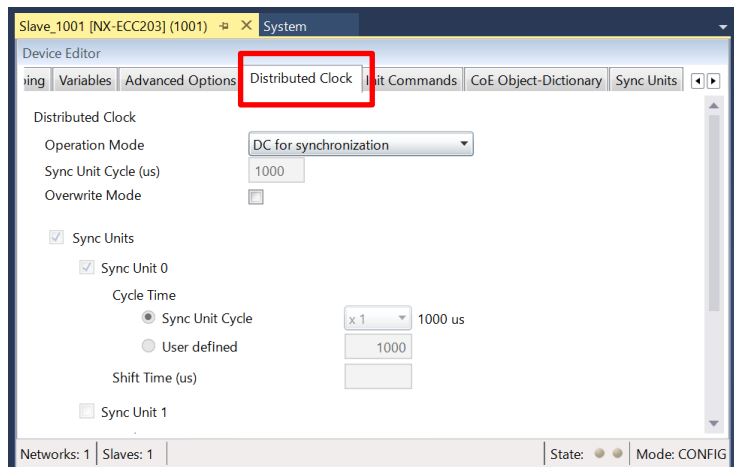 Slave_1001 [NX-ECC203] (1001) System
Device Editor
ing Variables Advanced Options Distributed Clock Init Commands CoE Object-Dictionary Sync Units
Distributed Clock
Operation Mode DC for synchronization
Sync Unit Cycle (us) 1000
Overwrite Mode
Sync Units
Sync Unit 0
Cycle Time
Sync Unit Cycle x 1 1000 us
User defined 1000
Shift Time (us)
Sync Unit 1
Networks: 1 Slaves: 1 State: Mode: CONFIG